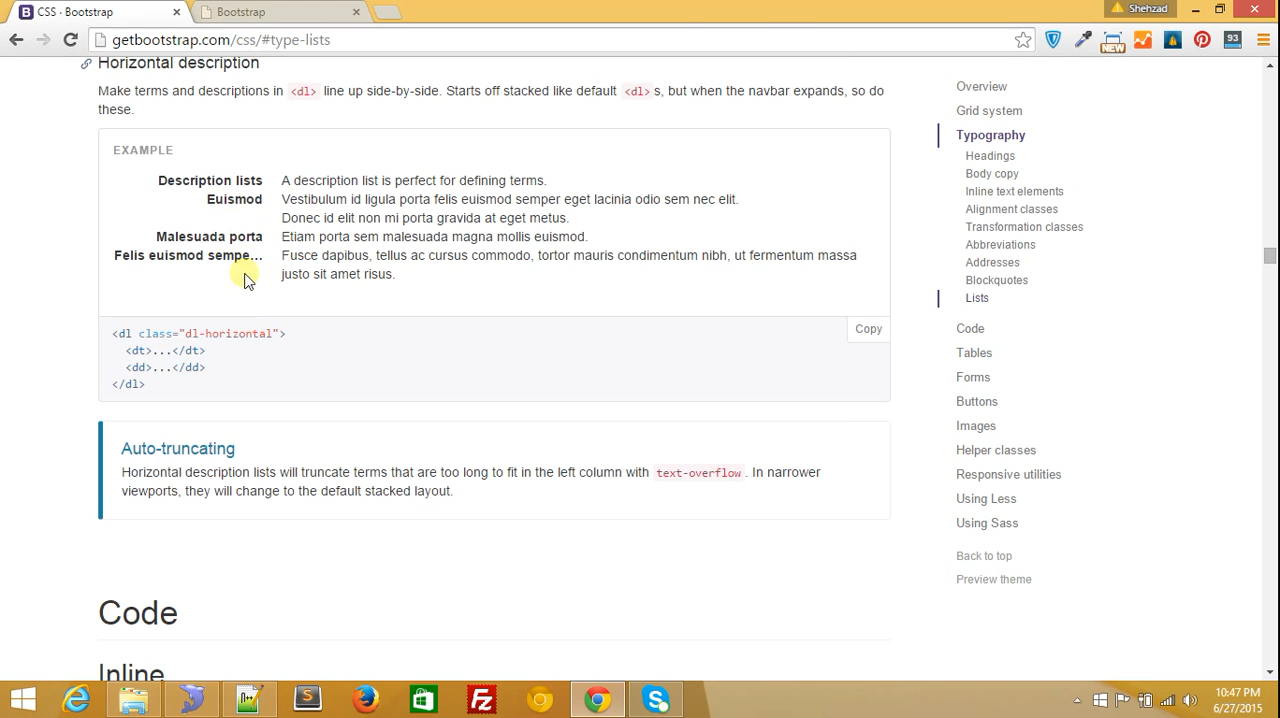 CSS · Bootstrap
Bootstrap
Shehzad
getbootstrap.com/css/#type-lists
NEW
93
Horizontal description
Make terms and descriptions in <dl> line up side-by-side. Starts off stacked like default <dl>s, but when the navbar expands, so do
these.
EXAMPLE
Description lists A description list is perfect for defining terms.
Euismod Vestibulum id ligula porta felis euismod semper eget lacinia odio sem nec elit.
Donec id elit non mi porta gravida at eget metus.
Malesuada porta Etiam porta sem malesuada magna mollis euismod.
Felis euismod sempe... Fusce dapibus, tellus ac cursus commodo, tortor mauris condimentum nibh, ut fermentum massa
justo sit amet risus.
Copy
<dl class="dl-horizontal">
<dt>...</dt>
<dd>...</dd>
</dl>
Auto-truncating
Horizontal description lists will truncate terms that are too long to fit in the left column with text-overflow. In narrower
viewports, they will change to the default stacked layout.
Code
Inline
Overview
Grid system
Typography
Headings
Body copy
Inline text elements
Alignment classes
Transformation classes
Abbreviations
Addresses
Blockquotes
Lists
Code
Tables
Forms
Buttons
Images
Helper classes
Responsive utilities
Using Less
Using Sass
Back to top
Preview theme
10:47 PM
6/27/2015